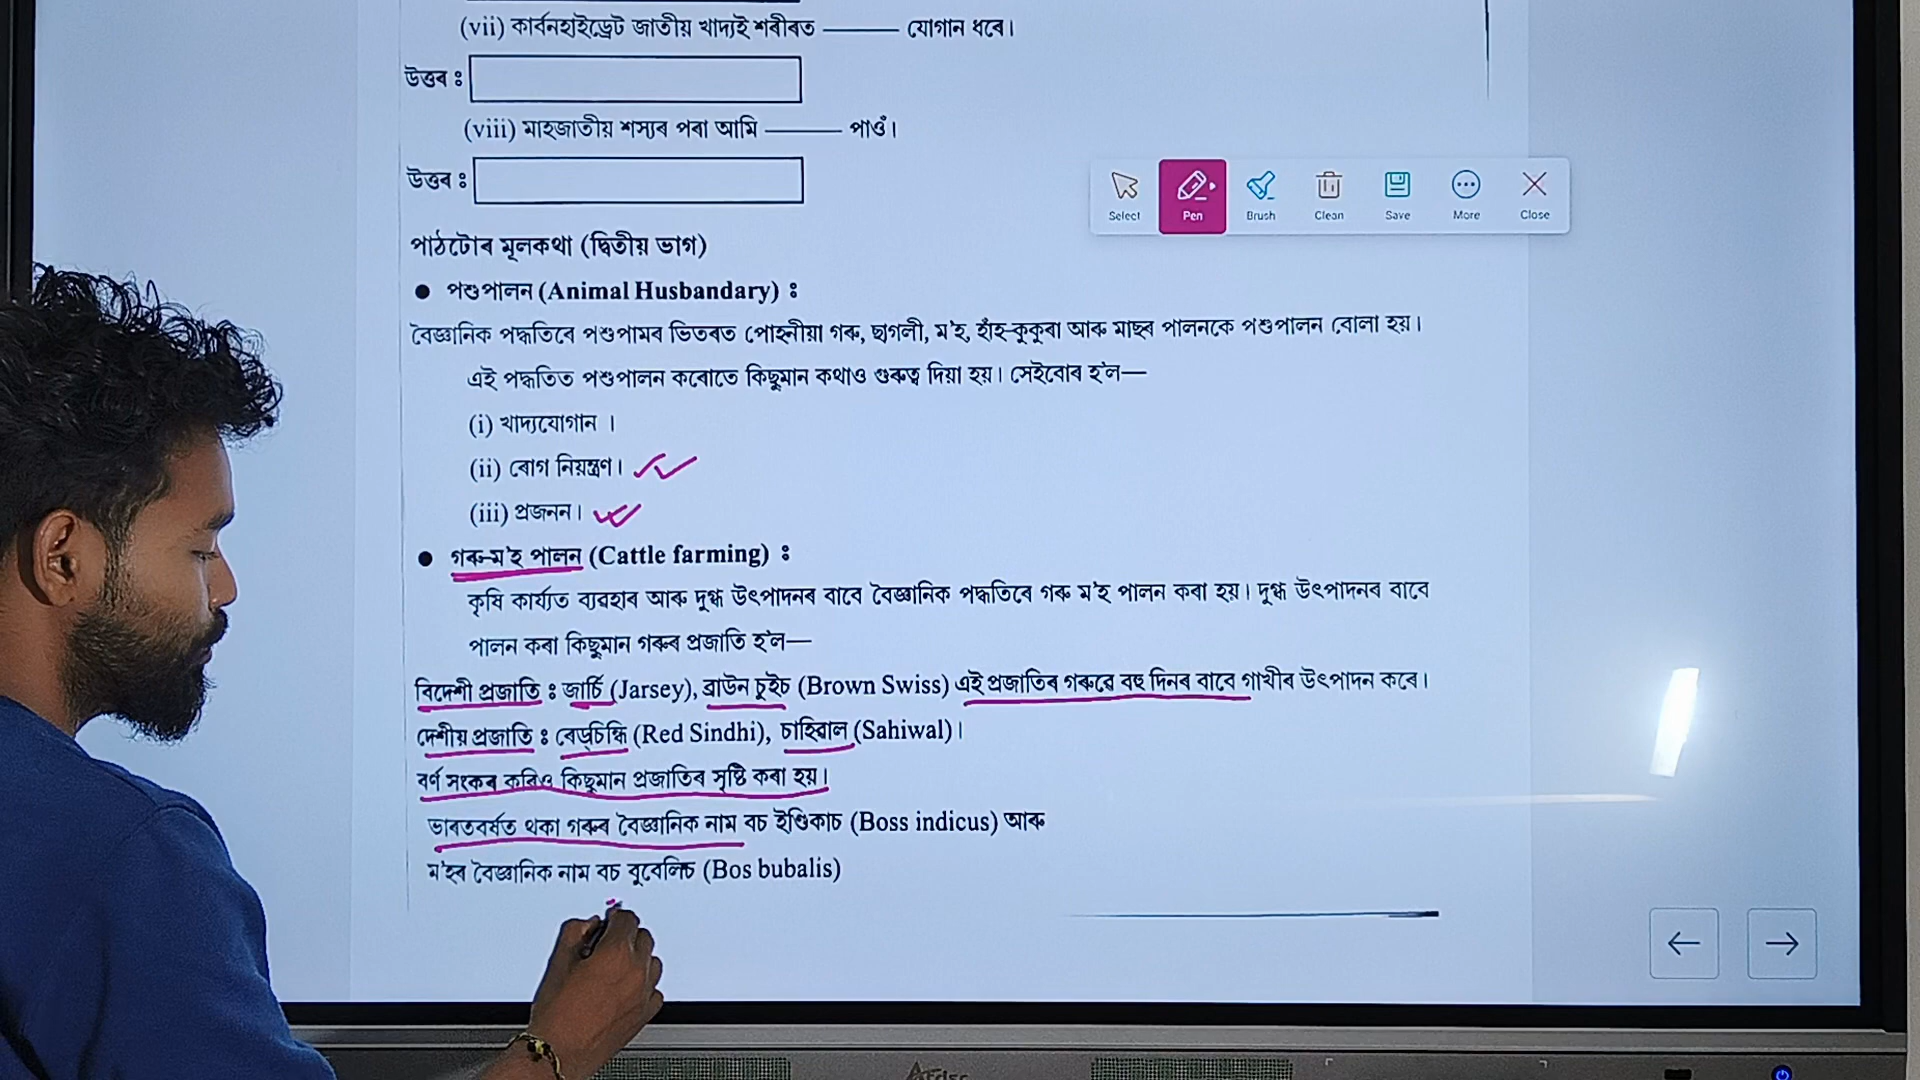 (vii) কাৰ্বনহাইড্ৰেট জাতীয় খাদ্যই শৰীৰত ——— যোগান ধৰে।
উত্তৰ ঃ
(viii) মাহজাতীয় শস্যৰ পৰা আমি ——— পাওঁ।
উত্তৰ ঃ
Select Pen Brush Clean Save More Close
পাঠটোৰ মূলকথা (দ্বিতীয় ভাগ)
● পশুপালন (Animal Husbandary) ঃ
বৈজ্ঞানিক পদ্ধতিৰে পশুপামৰ ভিতৰত পোহনীয়া গৰু, ছাগলী, ম'হ, হাঁহ-কুকুৰা আৰু মাছৰ পালনকে পশুপালন বোলা হয়।
এই পদ্ধতিত পশুপালন কৰোতে কিছুমান কথাও গুৰুত্ব দিয়া হয়। সেইবোৰ হ'ল—
(i) খাদ্যযোগান ।
(ii) ৰোগ নিয়ন্ত্ৰণ।
(iii) প্ৰজনন।
● গৰু-ম'হ পালন (Cattle farming) ঃ
কৃষি কাৰ্য্যত ব্যৱহাৰ আৰু দুগ্ধ উৎপাদনৰ বাবে বৈজ্ঞানিক পদ্ধতিৰে গৰু ম'হ পালন কৰা হয়। দুগ্ধ উৎপাদনৰ বাবে
পালন কৰা কিছুমান গৰুৰ প্ৰজাতি হ'ল—
বিদেশী প্ৰজাতি ঃ জাৰ্চি (Jarsey), ব্ৰাউন চুইচ (Brown Swiss) এই প্ৰজাতিৰ গৰুৱে বহু দিনৰ বাবে গাখীৰ উৎপাদন কৰে।
দেশীয় প্ৰজাতি ঃ ৰেড্‌চিন্ধি (Red Sindhi), চাহিৱাল (Sahiwal)।
বৰ্ণ সংকৰ কৰিও কিছুমান প্ৰজাতিৰ সৃষ্টি কৰা হয়।
ভাৰতবৰ্ষত থকা গৰুৰ বৈজ্ঞানিক নাম বচ ইণ্ডিকাচ (Boss indicus) আৰু
ম'হৰ বৈজ্ঞানিক নাম বচ বুবেলিচ (Bos bubalis)